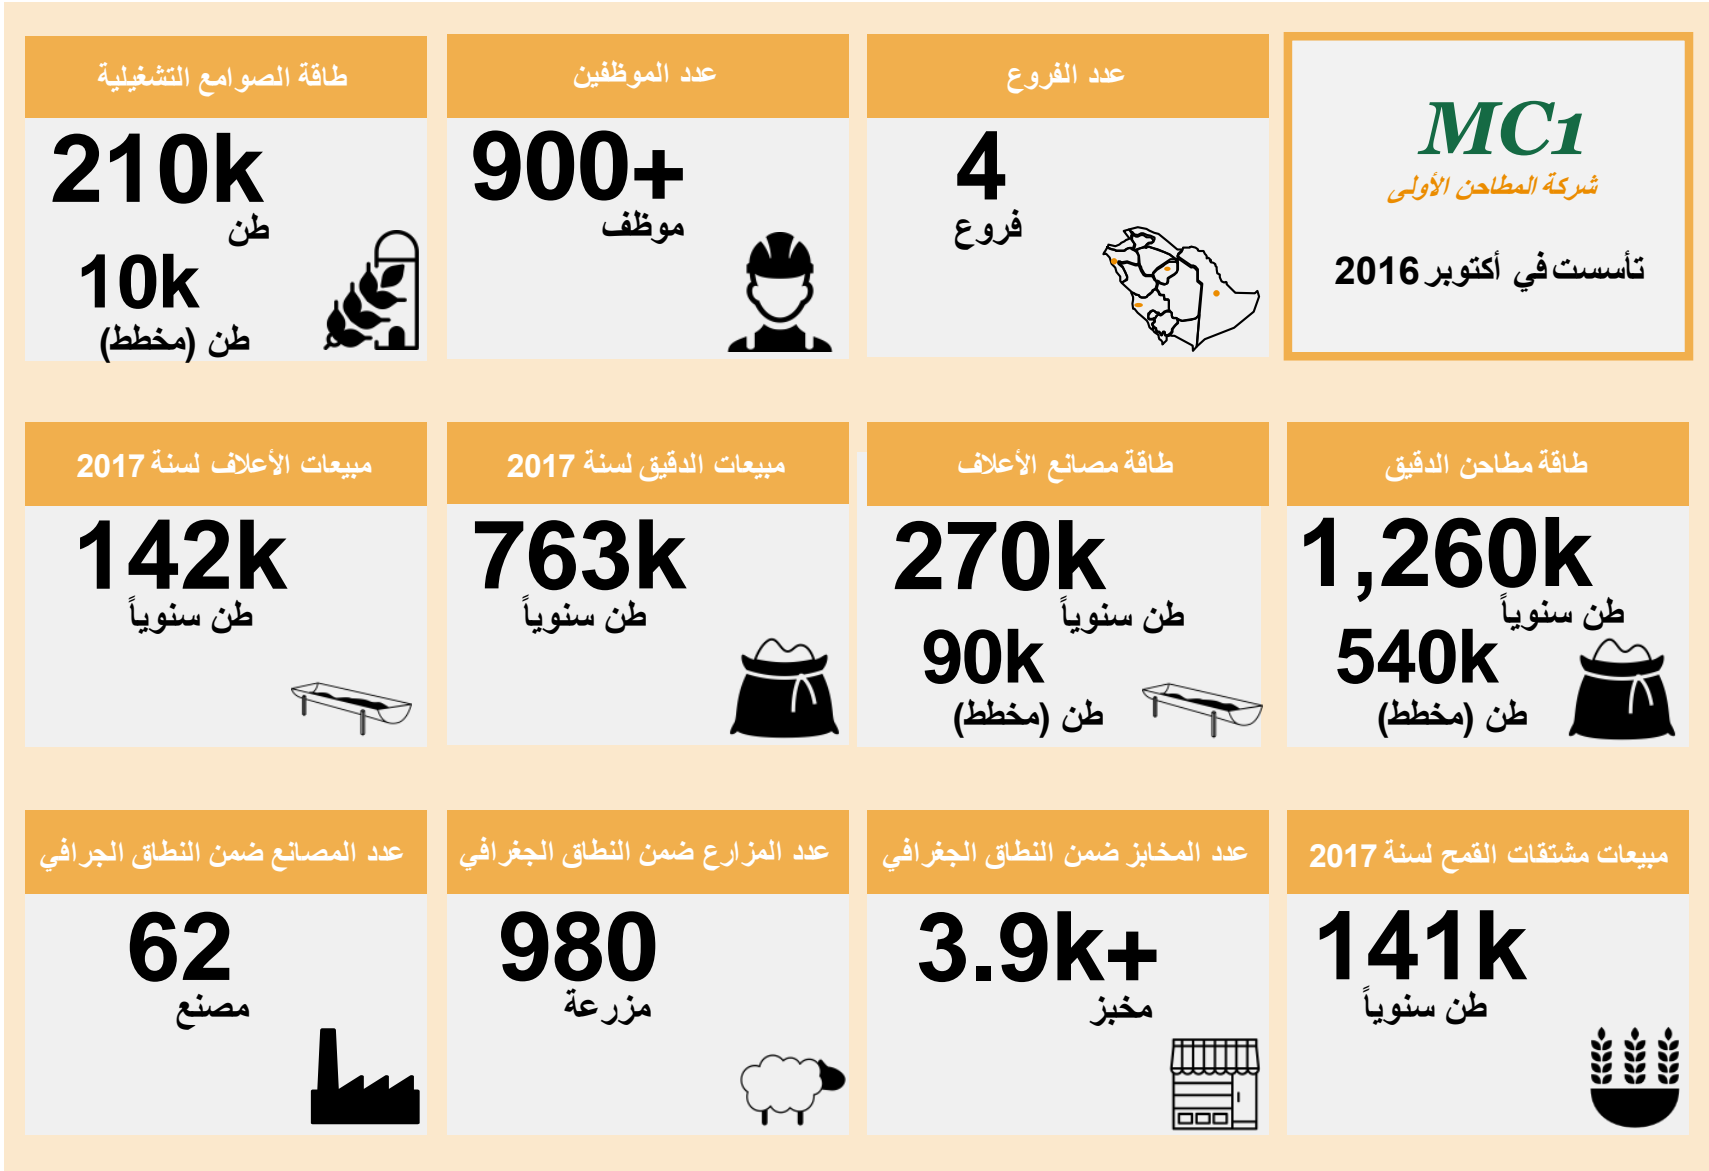 MC1
شركة المطاحن الأولى
تأسست في أكتوبر 2016
عدد الفروع
4
فروع
عدد الموظفين
900+
موظف
طاقة الصوامع التشغيلية
210k
طن
10k
طن (مخطط)
طاقة مطاحن الدقيق
1,260k
طن سنوياً
540k
طن (مخطط)
طاقة مصانع الأعلاف
270k
طن سنوياً
90k
طن (مخطط)
مبيعات الدقيق لسنة 2017
763k
طن سنوياً
مبيعات الأعلاف لسنة 2017
142k
طن سنوياً
مبيعات مشتقات القمح لسنة 2017
141k
طن سنوياً
عدد المخابز ضمن النطاق الجغرافي
3.9k+
مخبز
عدد المزارع ضمن النطاق الجغرافي
980
مزرعة
عدد المصانع ضمن النطاق الجرافي
62
مصنع